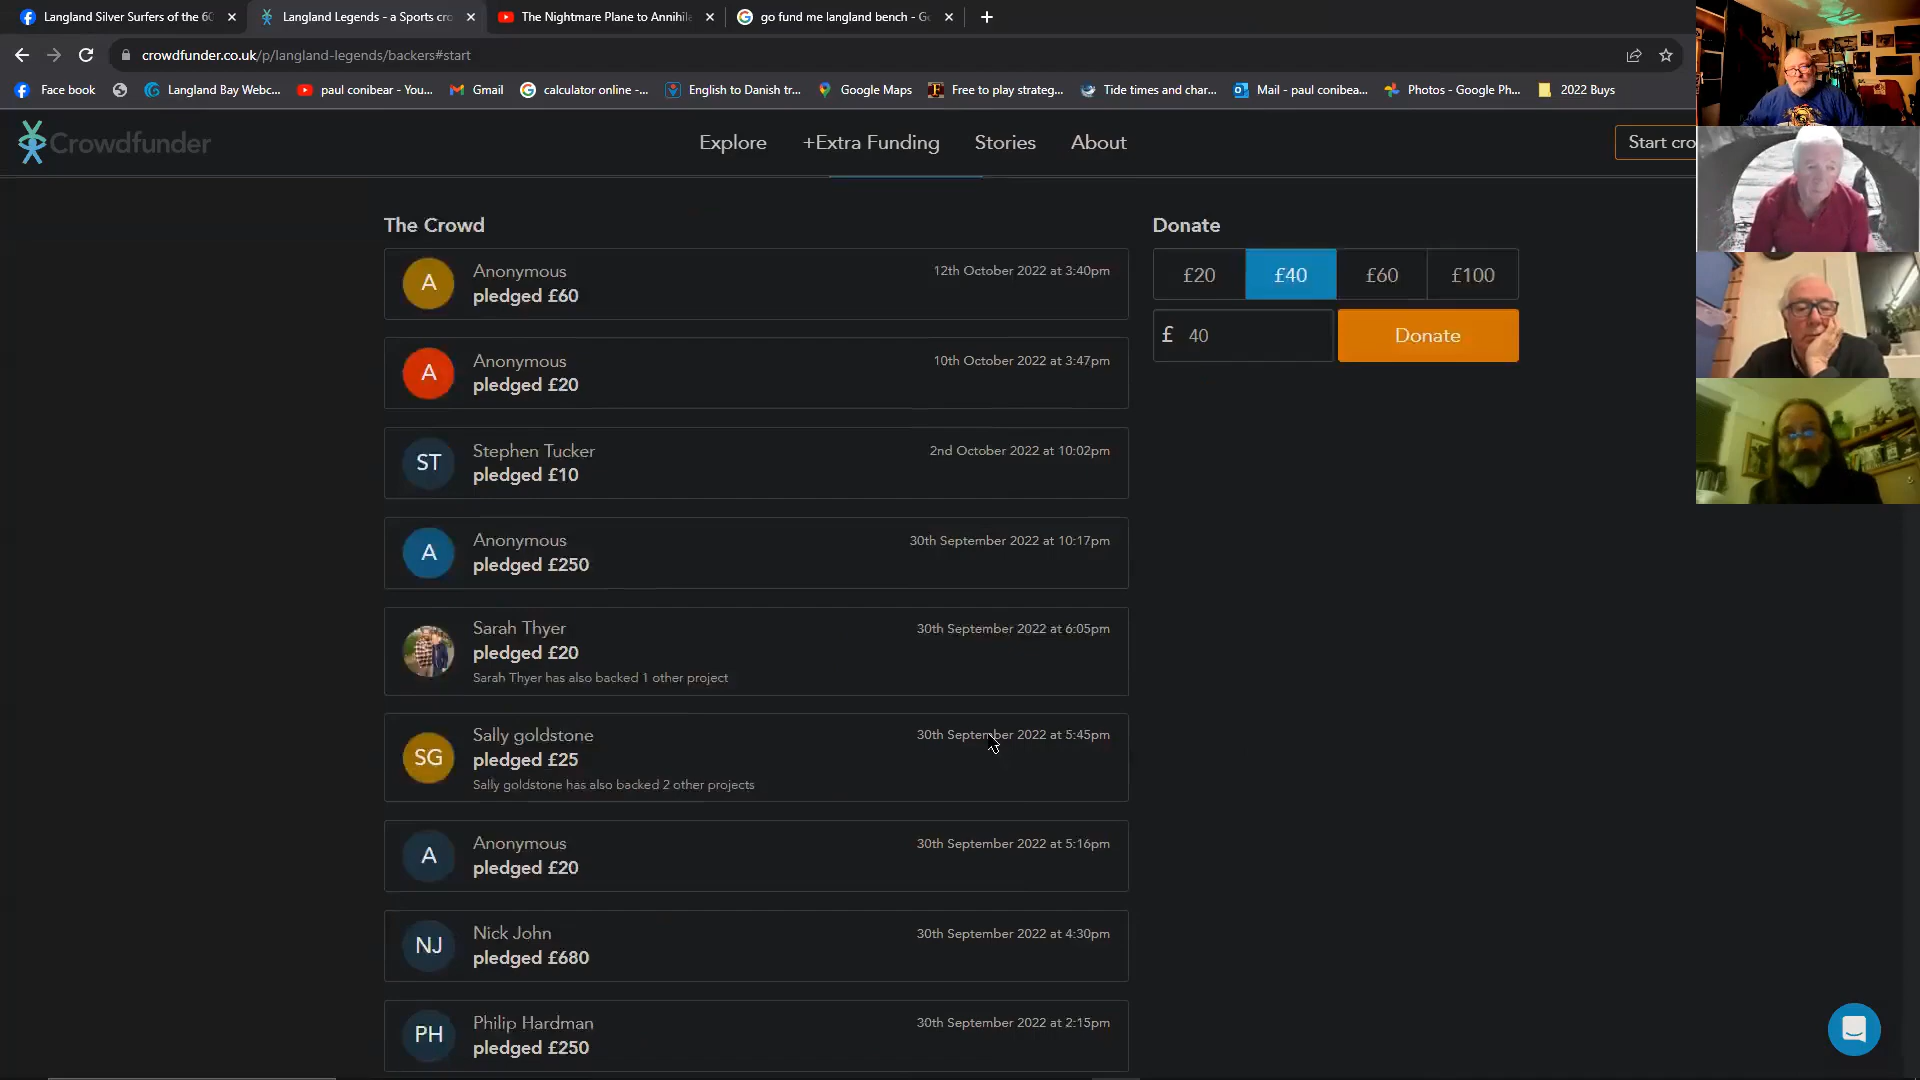 Langland Silver Surfers of the 60
Langland Legends - a Sports cro
The Nightmare Plane to Annihila
go fund me langland bench - Go
crowdfunder.co.uk/p/langland-legends/backers#start
Face book
Langland Bay Webc...
paul conibear - You...
Gmail
calculator online -...
English to Danish tr...
Google Maps
Free to play strateg...
Tide times and char...
Mail - paul conibea...
Photos - Google Ph...
2022 Buys
Crowdfunder
Explore
+Extra Funding
Stories
About
Start cro
The Crowd
A
Anonymous
12th October 2022 at 3:40pm
pledged £60
A
Anonymous
10th October 2022 at 3:47pm
pledged £20
ST
Stephen Tucker
2nd October 2022 at 10:02pm
pledged £10
A
Anonymous
30th September 2022 at 10:17pm
pledged £250
Sarah Thyer
30th September 2022 at 6:05pm
pledged £20
Sarah Thyer has also backed 1 other project
SG
Sally goldstone
30th September 2022 at 5:45pm
pledged £25
Sally goldstone has also backed 2 other projects
A
Anonymous
30th September 2022 at 5:16pm
pledged £20
NJ
Nick John
30th September 2022 at 4:30pm
pledged £680
PH
Philip Hardman
30th September 2022 at 2:15pm
pledged £250
Donate
£20
£40
£60
£100
£ 40
Donate